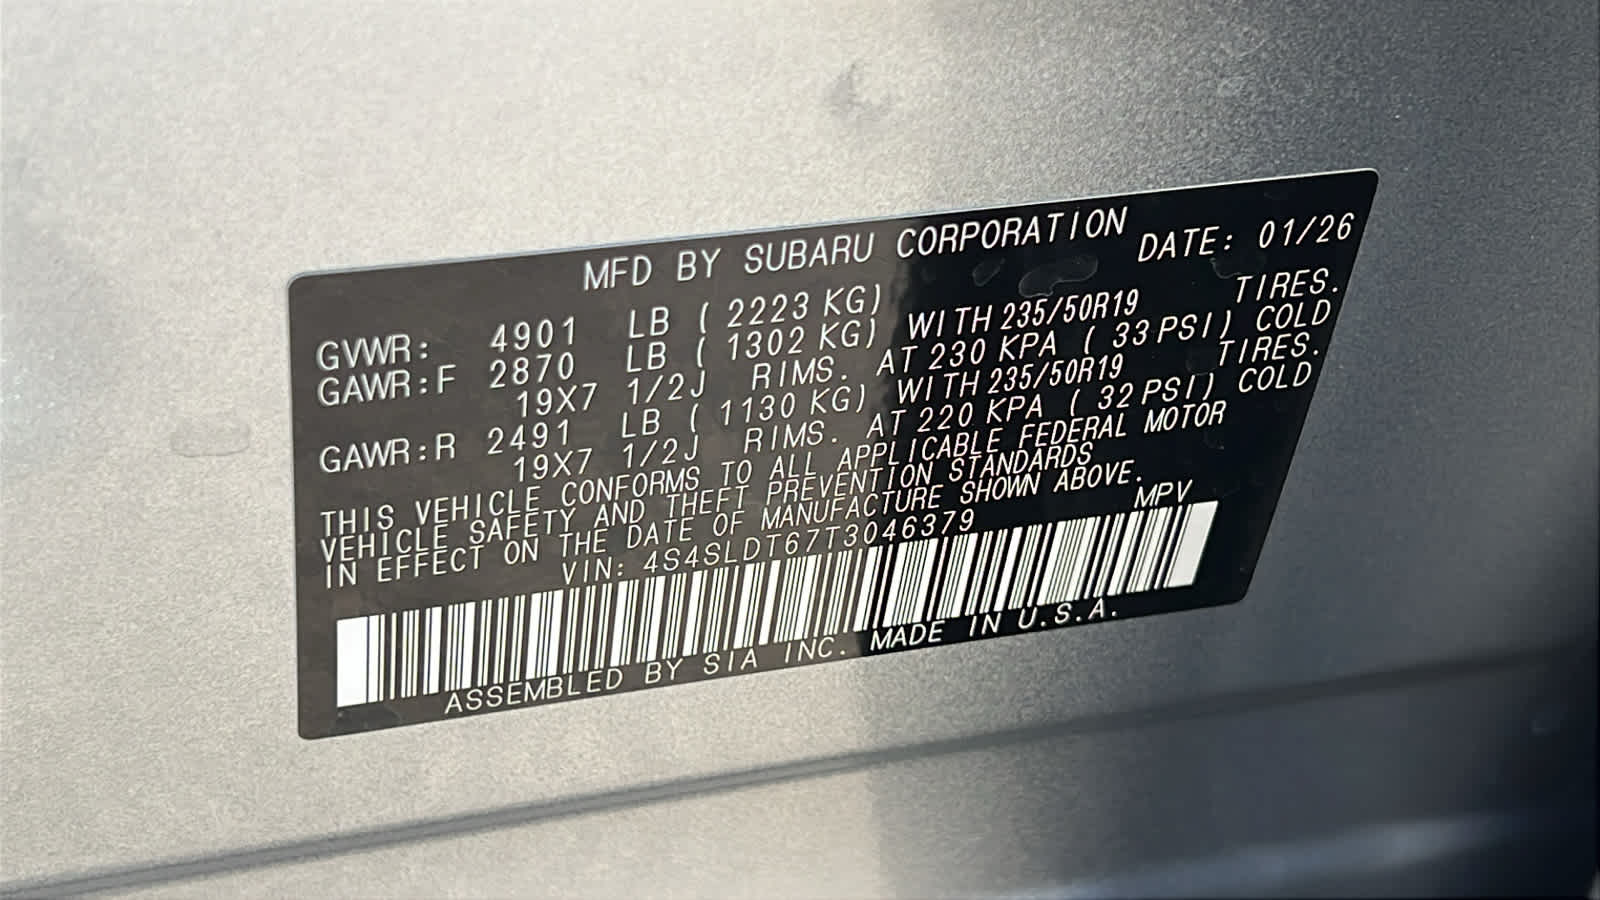 MFD BY SUBARU CORPORATION DATE: 01/26
GVWR: 4901 LB ( 2223 KG)
GAWR:F 2870 LB ( 1302 KG) WITH 235/50R19 TIRES.
19X7 1/2J RIMS. AT 230 KPA ( 33 PSI) COLD
GAWR:R 2491 LB ( 1130 KG) WITH 235/50R19 TIRES.
19X7 1/2J RIMS. AT 220 KPA ( 32 PSI) COLD
THIS VEHICLE CONFORMS TO ALL APPLICABLE FEDERAL MOTOR
VEHICLE SAFETY AND THEFT PREVENTION STANDARDS
IN EFFECT ON THE DATE OF MANUFACTURE SHOWN ABOVE.
VIN: 4S4SLDT67T3046379 MPV
ASSEMBLED BY SIA INC. MADE IN U.S.A.